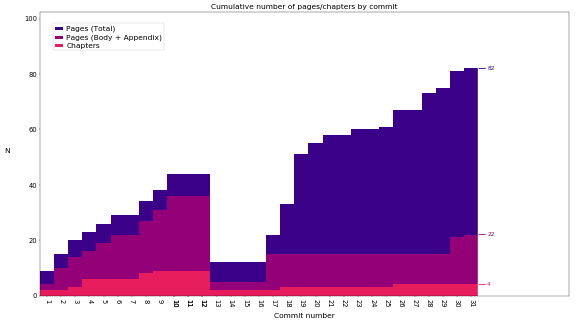 Cumulative number of pages/chapters by commit
100
80
60
40
20
0
N
Pages (Total)
Pages (Body + Appendix)
Chapters
82
22
4
1 2 3 4 5 6 7 8 9 10 11 12 13 14 15 16 17 18 19 20 21 22 23 24 25 26 27 28 29 30 31
Commit number